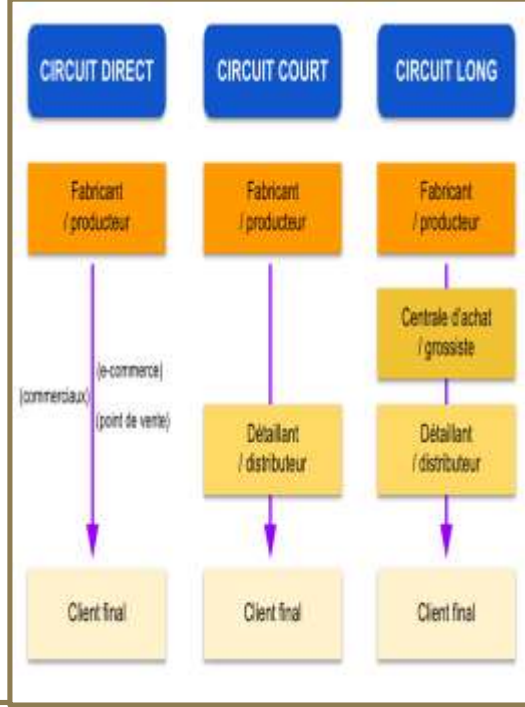 CIRCUIT DIRECT
Fabricant
/ producteur
(e-commerce)
(commerciaux)
(point de vente)
Client final
CIRCUIT COURT
Fabricant
/ producteur
Détaillant
/ distributeur
Client final
CIRCUIT LONG
Fabricant
/ producteur
Centrale d'achat
/ grossiste
Détaillant
/ distributeur
Client final